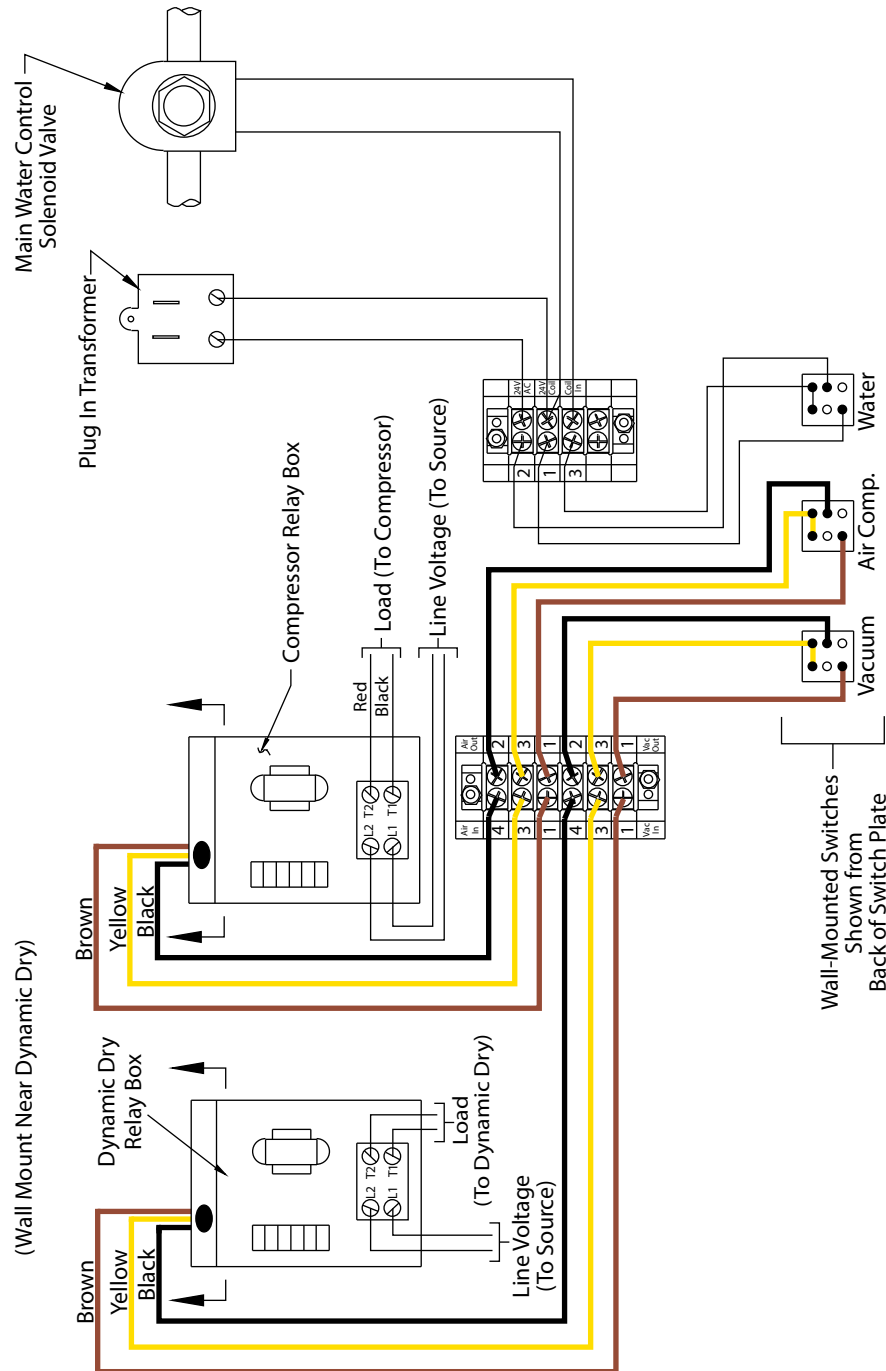 (Wall Mount Near Dynamic Dry)
Brown
Yellow
Black
Dynamic Dry
Relay Box
L2 T2
L1 T1
Line Voltage
(To Source)
Load
(To Dynamic Dry)
Brown
Yellow
Black
Compressor Relay Box
L2 T2
L1 T1
Red
Black
Load (To Compressor)
Line Voltage (To Source)
Plug In Transformer
Main Water Control
Solenoid Valve
Air
In
4
3
1
4
3
1
Vac
In
Air
Out
2
3
1
2
3
1
Vac
Out
2
1
3
24V
AC
24V
Coil
Coil
In
Vacuum
Air Comp.
Water
Wall-Mounted Switches
Shown from
Back of Switch Plate